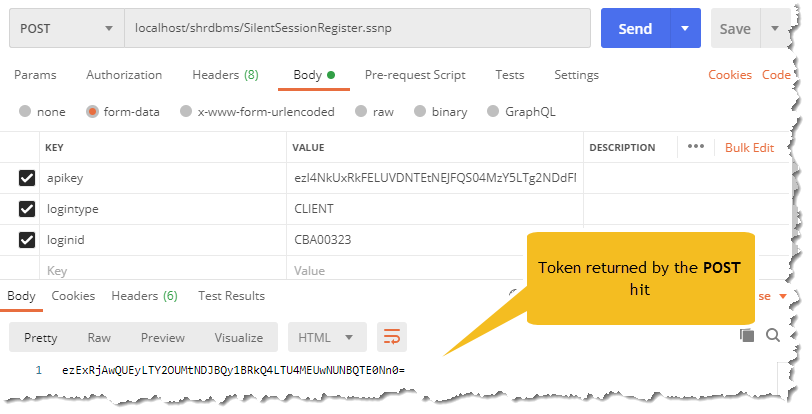 POST localhost/shrdbms/SilentSessionRegister.ssnp Send Save
Params Authorization Headers (8) Body Pre-request Script Tests Settings Cookies Code
none form-data x-www-form-urlencoded raw binary GraphQL
KEY VALUE DESCRIPTION ••• Bulk Edit
apikey ezI4NkUxRkFELUVDNTEtNEJFQS04MzY5LTg2NDdFI
logintype CLIENT
loginid CBA00323
Key Value
Token returned by the POST
hit
Body Cookies Headers (6) Test Results se
Pretty Raw Preview Visualize HTML
1 ezExRjAwQUEyLTY2OUMtNDJBQy1BRkQ4LTU4MEUwNUNBQTE0Nn0=